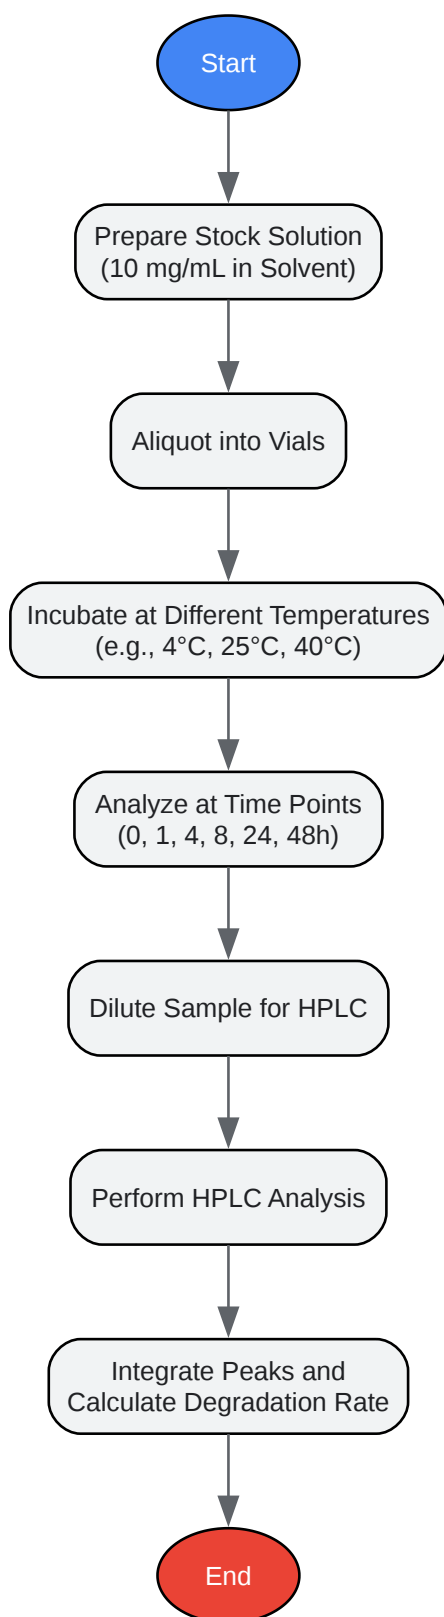 Start
Prepare Stock Solution
(10 mg/mL in Solvent)
Aliquot into Vials
Incubate at Different Temperatures
(e.g., 4°C, 25°C, 40°C)
Analyze at Time Points
(0, 1, 4, 8, 24, 48h)
Dilute Sample for HPLC
Perform HPLC Analysis
Integrate Peaks and
Calculate Degradation Rate
End